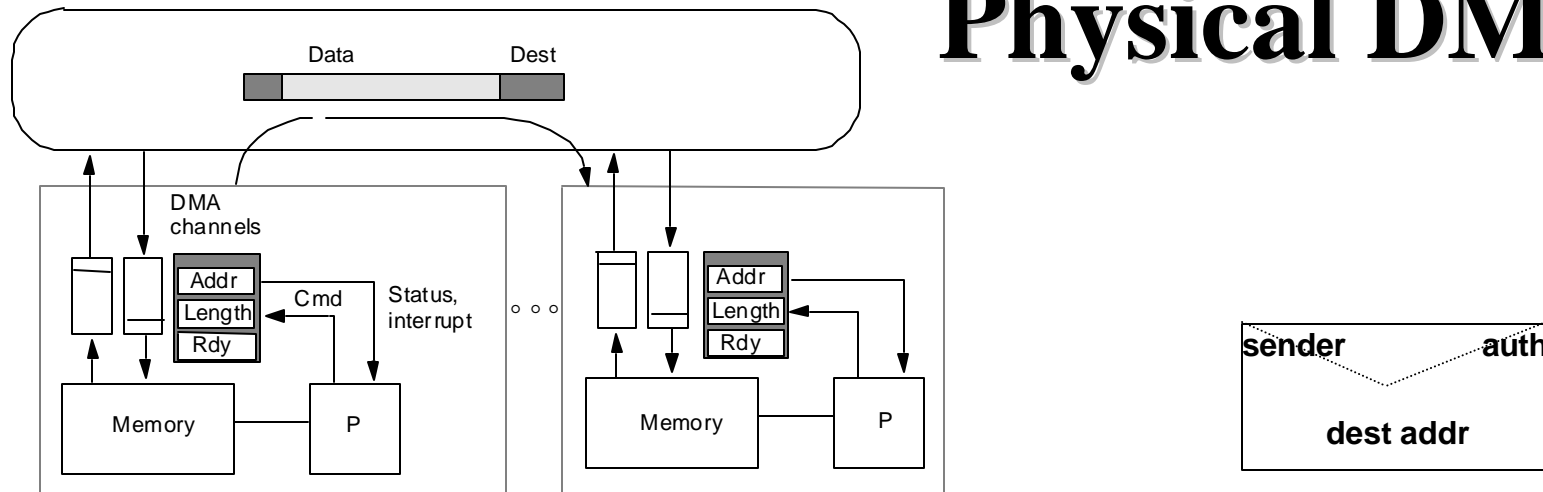 Physical DM
Data Dest
DMA
channels
Addr
Length
Rdy
Cmd
Status,
interrupt
Memory
P
Addr
Length
Rdy
Memory
P
sender auth
dest addr